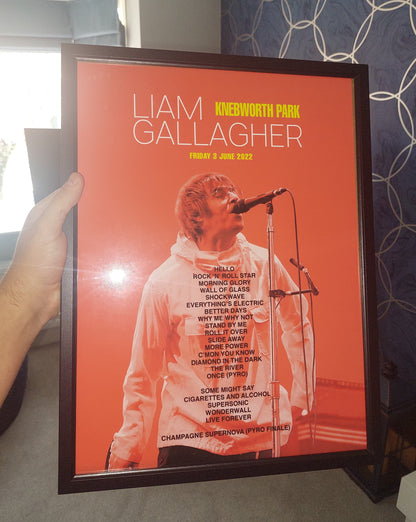 LIAM KNEBWORTH PARK
GALLAGHER
FRIDAY 3 JUNE 2022
HELLO
ROCK 'N' ROLL STAR
MORNING GLORY
WALL OF GLASS
SHOCKWAVE
EVERYTHING'S ELECTRIC
BETTER DAYS
WHY ME WHY NOT
STAND BY ME
ROLL IT OVER
SLIDE AWAY
MORE POWER
C'MON YOU KNOW
DIAMOND IN THE DARK
THE RIVER
ONCE (PYRO)
SOME MIGHT SAY
CIGARETTES AND ALCOHOL
SUPERSONIC
WONDERWALL
LIVE FOREVER
CHAMPAGNE SUPERNOVA (PYRO FINALE)